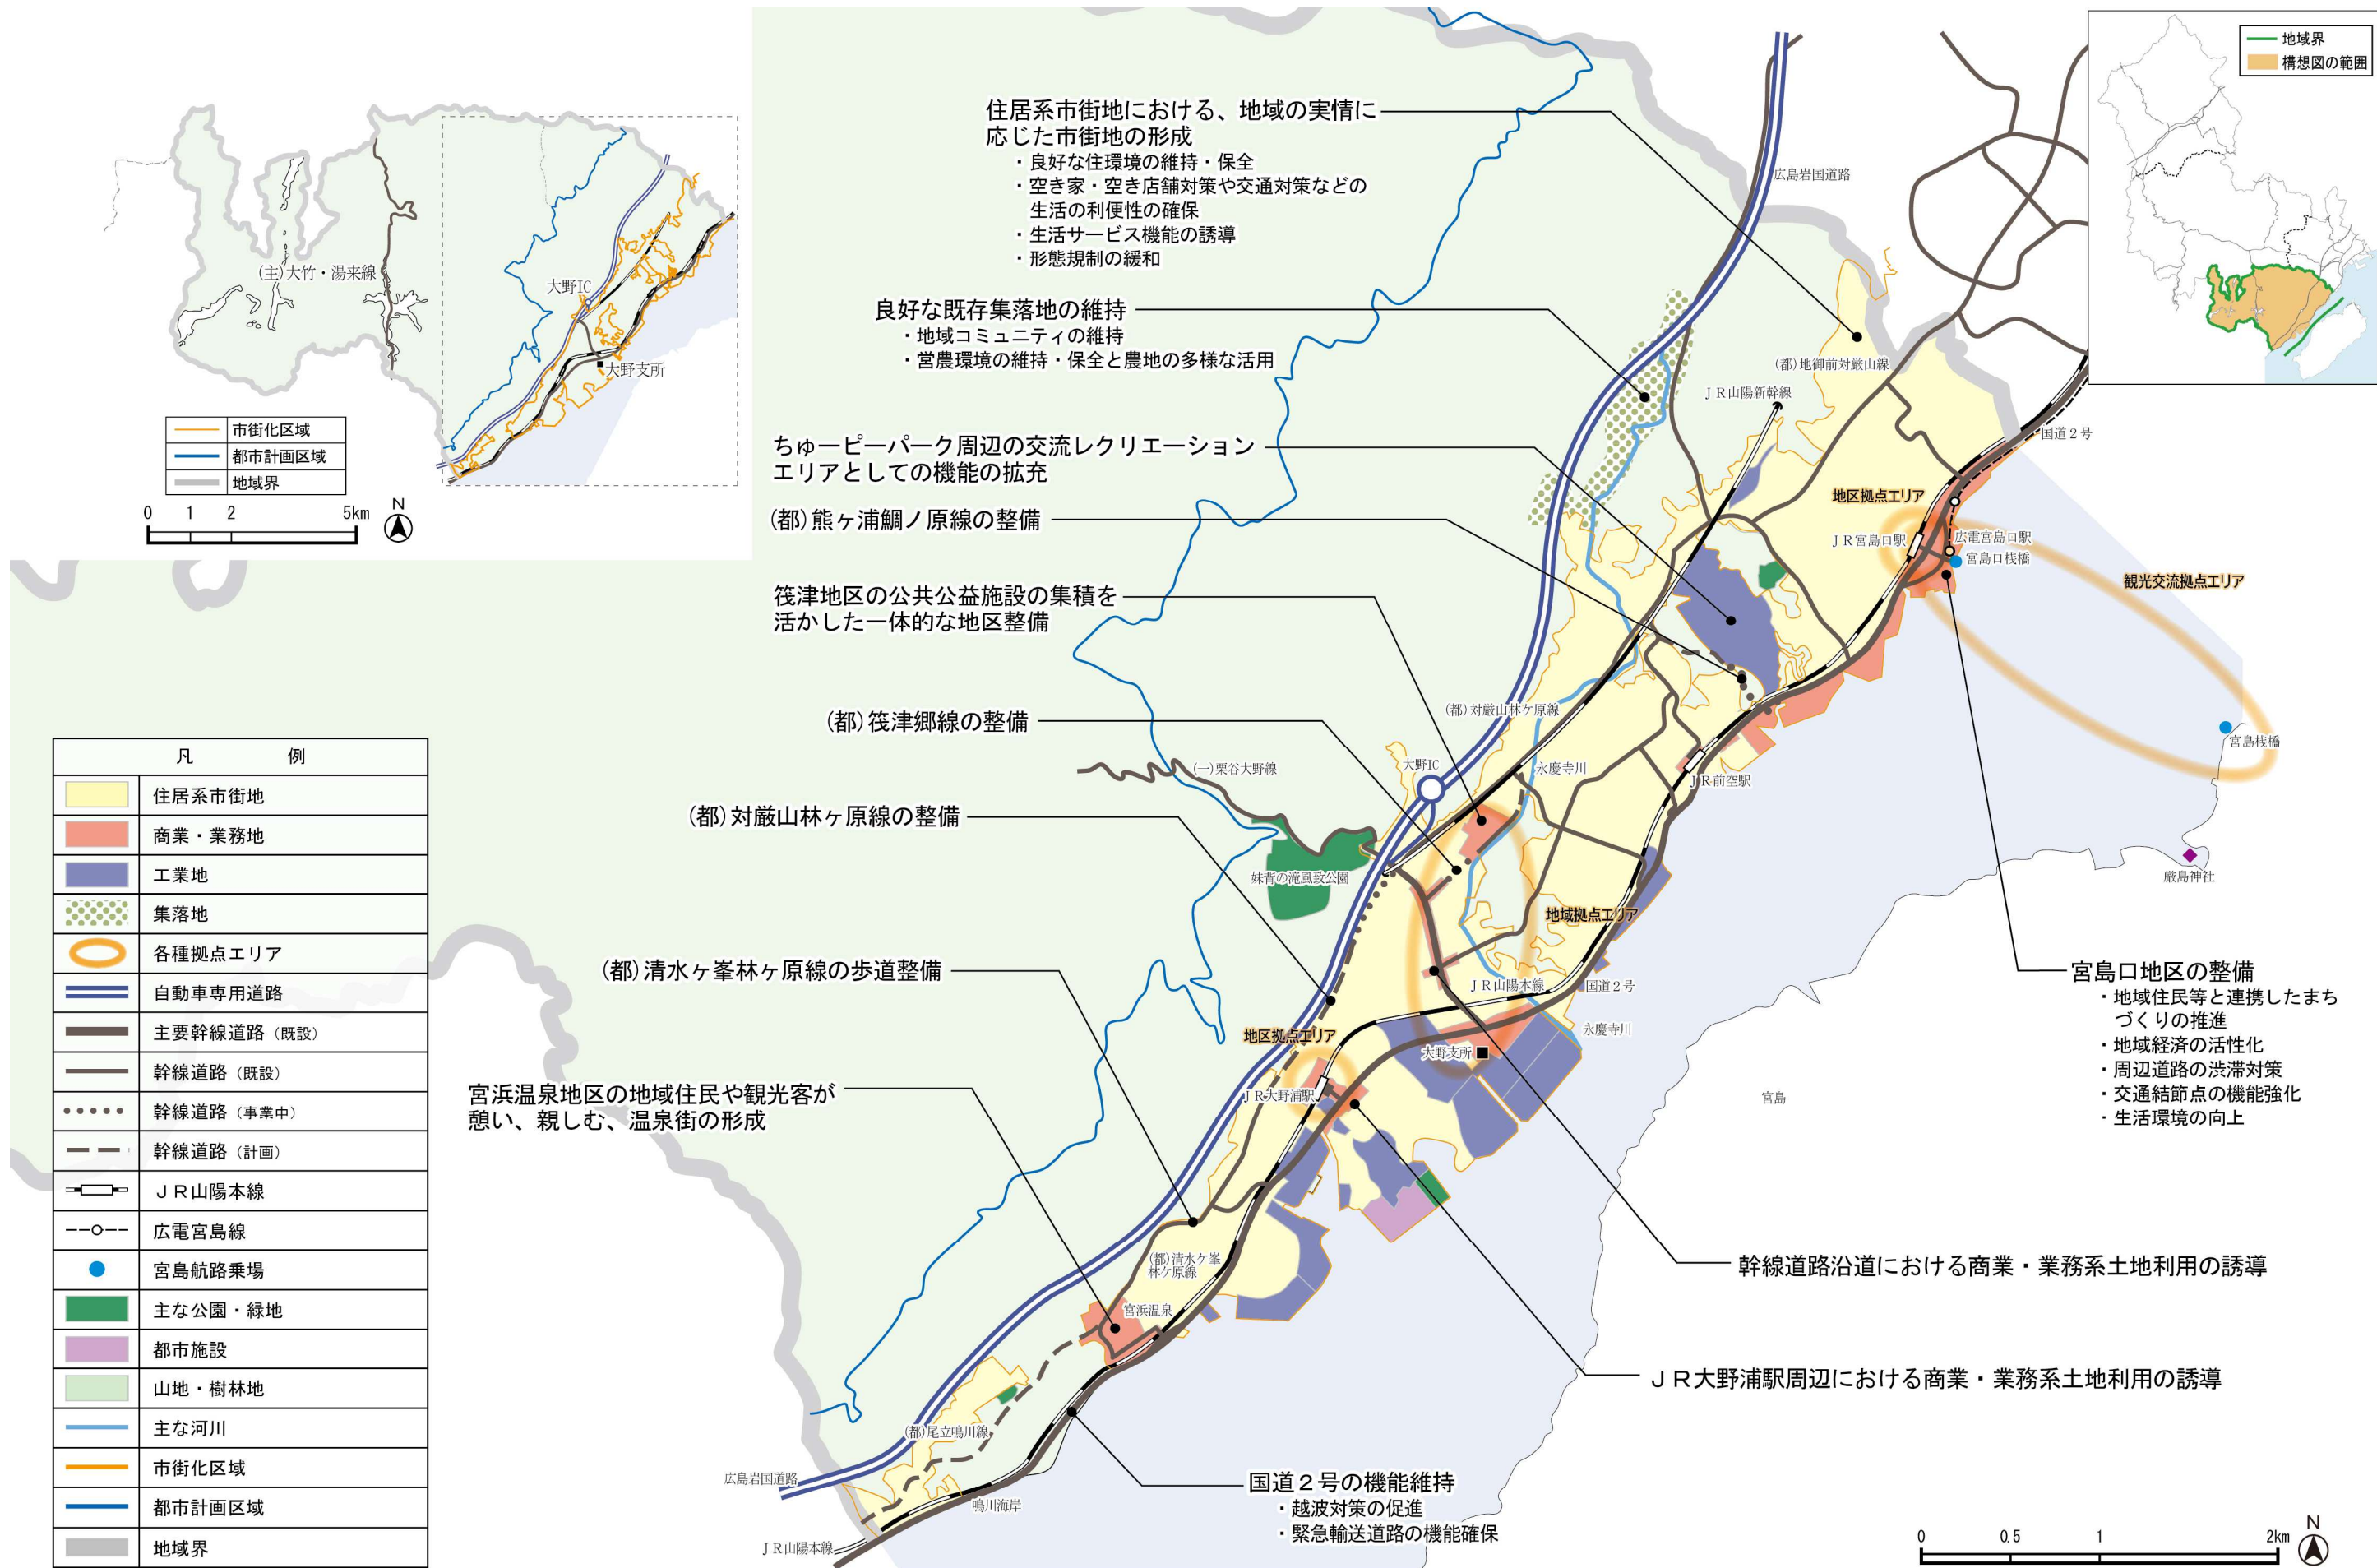 地域界
構想図の範囲
(主)大竹・湯来線
大野IC
大野支所
市街化区域
都市計画区域
地域界
0 1 2 5km
N
住居系市街地における、地域の実情に
応じた市街地の形成
・良好な住環境の維持・保全
・空き家・空き店舗対策や交通対策などの
生活の利便性の確保
・生活サービス機能の誘導
・形態規制の緩和
良好な既存集落地の維持
・地域コミュニティの維持
・営農環境の維持・保全と農地の多様な活用
ちゅーピーパーク周辺の交流レクリエーション
エリアとしての機能の拡充
(都)熊ヶ浦鯛ノ原線の整備
筏津地区の公共公益施設の集積を
活かした一体的な地区整備
(都)筏津郷線の整備
(都)対厳山林ヶ原線の整備
(都)清水ヶ峯林ヶ原線の歩道整備
宮浜温泉地区の地域住民や観光客が
憩い、親しむ、温泉街の形成
広島岩国道路
(都)地御前対厳山線
JR山陽新幹線
国道2号
地区拠点エリア
JR宮島口駅
広電宮島口駅
宮島口桟橋
観光交流拠点エリア
宮島桟橋
厳島神社
(都)対厳山林ケ原線
大野IC
永慶寺川
JR前空駅
(一)栗谷大野線
妹背の滝風致公園
地域拠点エリア
JR山陽本線
国道2号
永慶寺川
大野支所
地区拠点エリア
JR大野浦駅
宮島
(都)清水ケ峯
林ケ原線
宮浜温泉
(都)尾立鳴川線
広島岩国道路
鳴川海岸
JR山陽本線
宮島口地区の整備
・地域住民等と連携したまち
づくりの推進
・地域経済の活性化
・周辺道路の渋滞対策
・交通結節点の機能強化
・生活環境の向上
幹線道路沿道における商業・業務系土地利用の誘導
JR大野浦駅周辺における商業・業務系土地利用の誘導
国道2号の機能維持
・越波対策の促進
・緊急輸送道路の機能確保
凡 例
住居系市街地
商業・業務地
工業地
集落地
各種拠点エリア
自動車専用道路
主要幹線道路(既設)
幹線道路(既設)
幹線道路(事業中)
幹線道路(計画)
JR山陽本線
広電宮島線
宮島航路乗場
主な公園・緑地
都市施設
山地・樹林地
主な河川
市街化区域
都市計画区域
地域界
0 0.5 1 2km
N